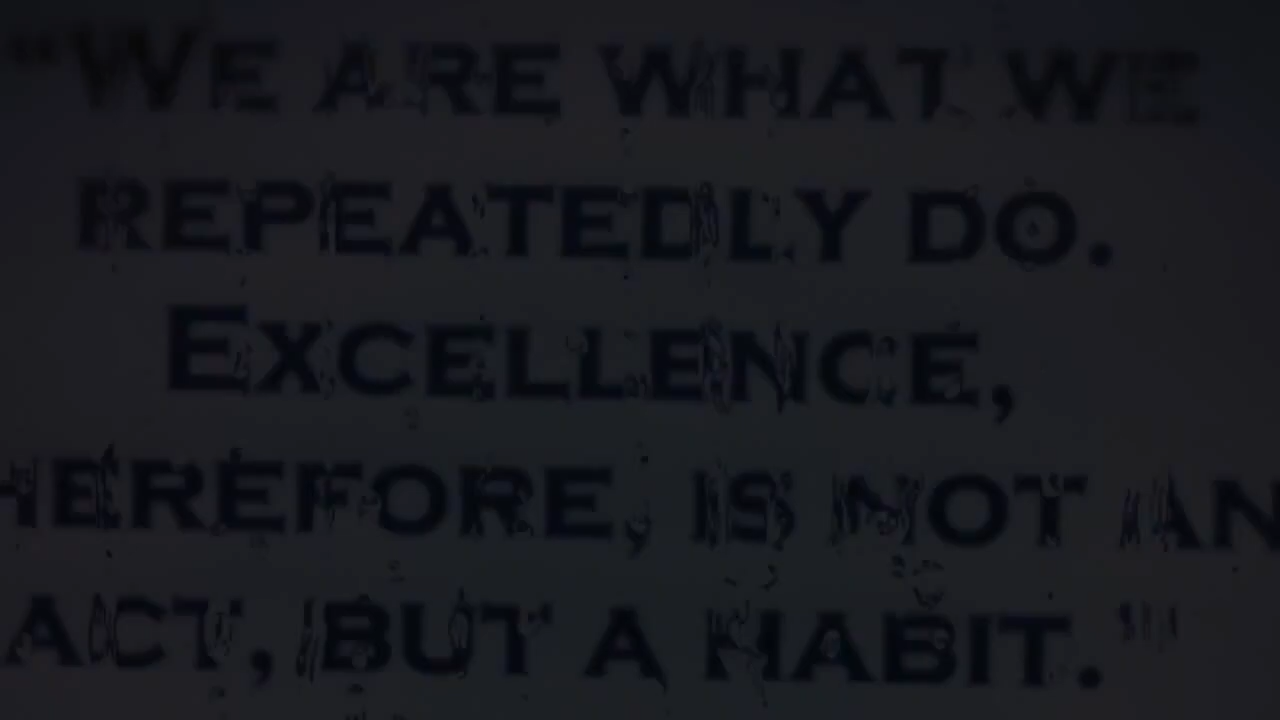 "WE ARE WHAT WE
REPEATEDLY DO.
EXCELLENCE,
HEREFORE, IS NOT AN
ACT, BUT A HABIT."